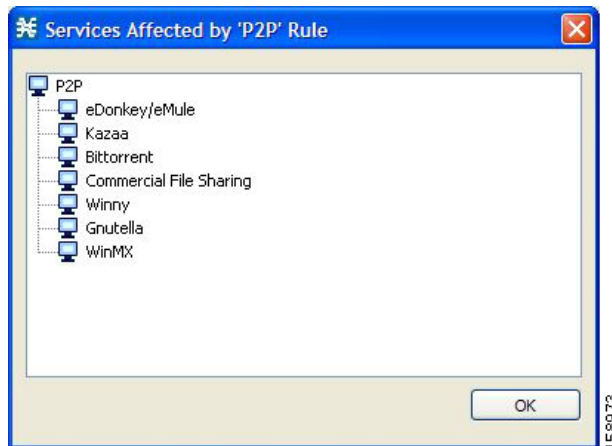 Services Affected by 'P2P' Rule
P2P
eDonkey/eMule
Kazaa
Bittorrent
Commercial File Sharing
Winny
Gnutella
WinMX
OK